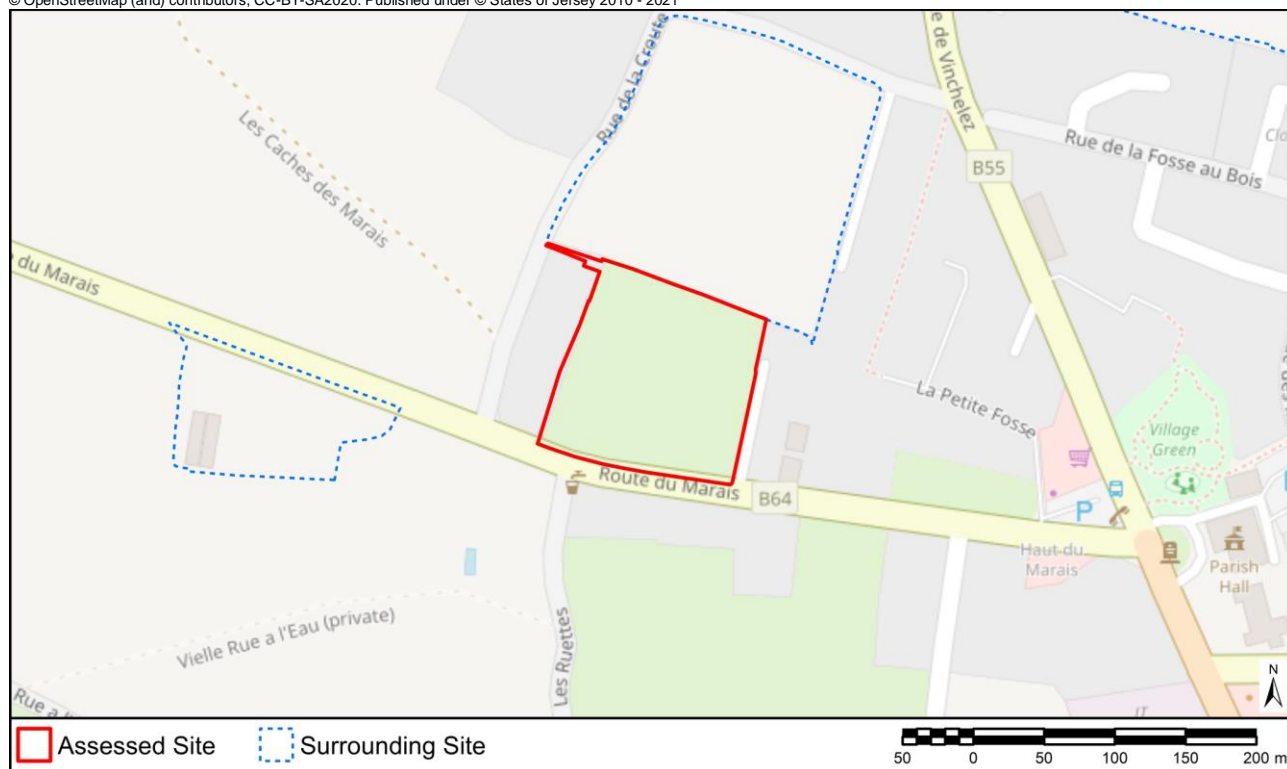 © OpenStreetMap (and) contributors, CC-BY-SA2020. Published under © States of Jersey 2010 - 2021
Rue de la Croute
e de Vinchelez
Les Caches des Marais
B55
Rue de la Fosse au Bois
Clo
du Marais
La Petite Fosse
Village
Green
Route du Marais
B64
P
Haut du
Marais
Parish
Hall
Vielle Rue a l'Eau (private)
Les Ruettes
Rue a l'
IT
N
Assessed Site
Surrounding Site
50 0 50 100 150 200 m